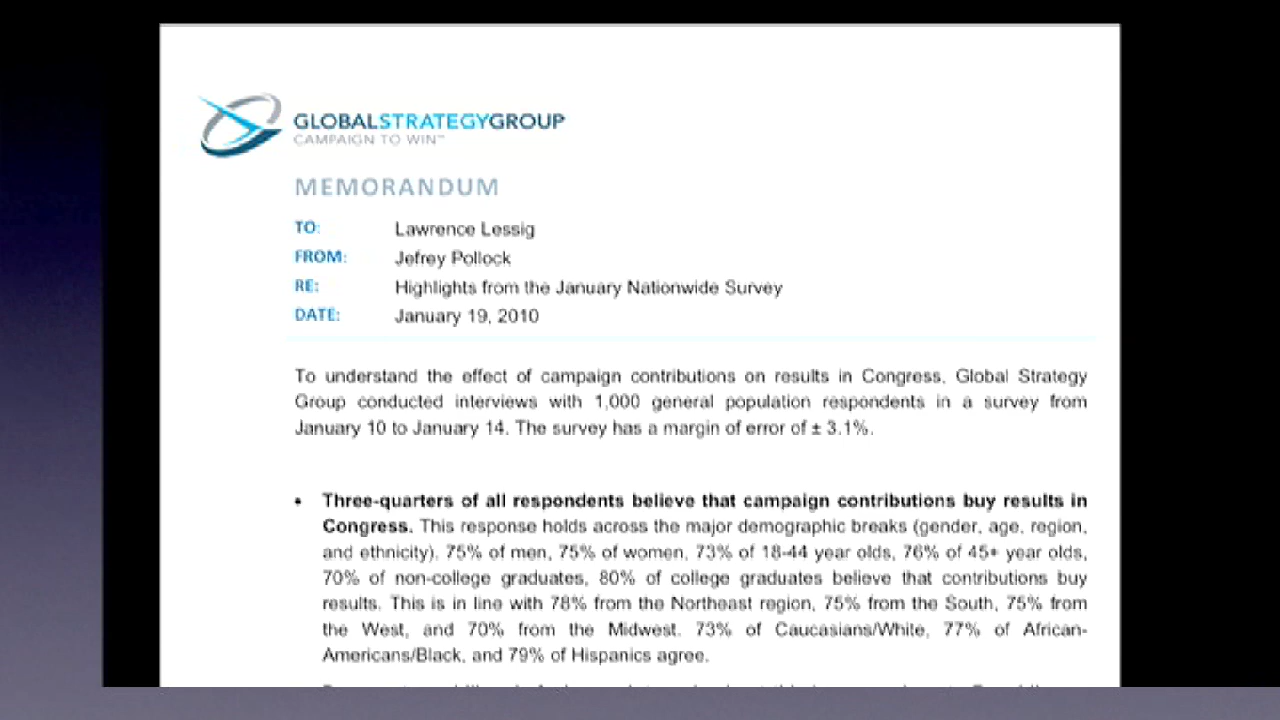 GLOBALSTRATEGYGROUP
CAMPAIGN TO WIN™
MEMORANDUM
TO: Lawrence Lessig
FROM: Jefrey Pollock
RE: Highlights from the January Nationwide Survey
DATE: January 19, 2010
To understand the effect of campaign contributions on results in Congress, Global Strategy
Group conducted interviews with 1,000 general population respondents in a survey from
January 10 to January 14. The survey has a margin of error of ± 3.1%.
• Three-quarters of all respondents believe that campaign contributions buy results in
Congress. This response holds across the major demographic breaks (gender, age, region,
and ethnicity). 75% of men, 75% of women, 73% of 18-44 year olds, 76% of 45+ year olds,
70% of non-college graduates, 80% of college graduates believe that contributions buy
results. This is in line with 78% from the Northeast region, 75% from the South, 75% from
the West, and 70% from the Midwest. 73% of Caucasians/White, 77% of African-
Americans/Black, and 79% of Hispanics agree.